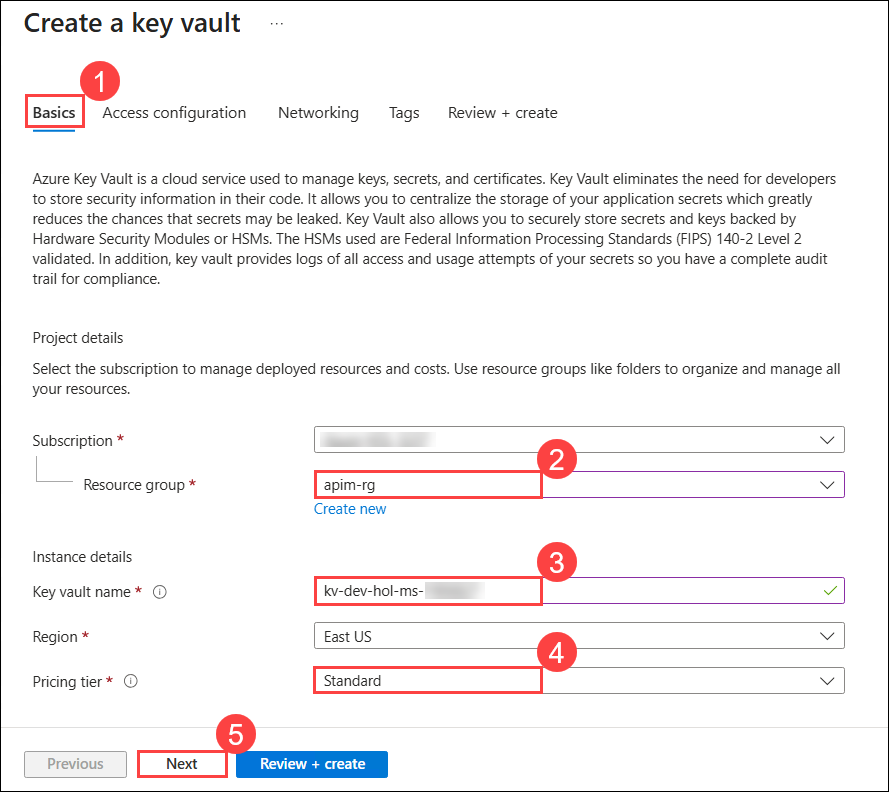 Create a key vault ...
1
Basics Access configuration Networking Tags Review + create
Azure Key Vault is a cloud service used to manage keys, secrets, and certificates. Key Vault eliminates the need for developers
to store security information in their code. It allows you to centralize the storage of your application secrets which greatly
reduces the chances that secrets may be leaked. Key Vault also allows you to securely store secrets and keys backed by
Hardware Security Modules or HSMs. The HSMs used are Federal Information Processing Standards (FIPS) 140-2 Level 2
validated. In addition, key vault provides logs of all access and usage attempts of your secrets so you have a complete audit
trail for compliance.
Project details
Select the subscription to manage deployed resources and costs. Use resource groups like folders to organize and manage all
your resources.
Subscription *
2
Resource group * apim-rg
Create new
Instance details
3
Key vault name * kv-dev-hol-ms-
Region * East US
4
Pricing tier * Standard
5
Previous Next Review + create